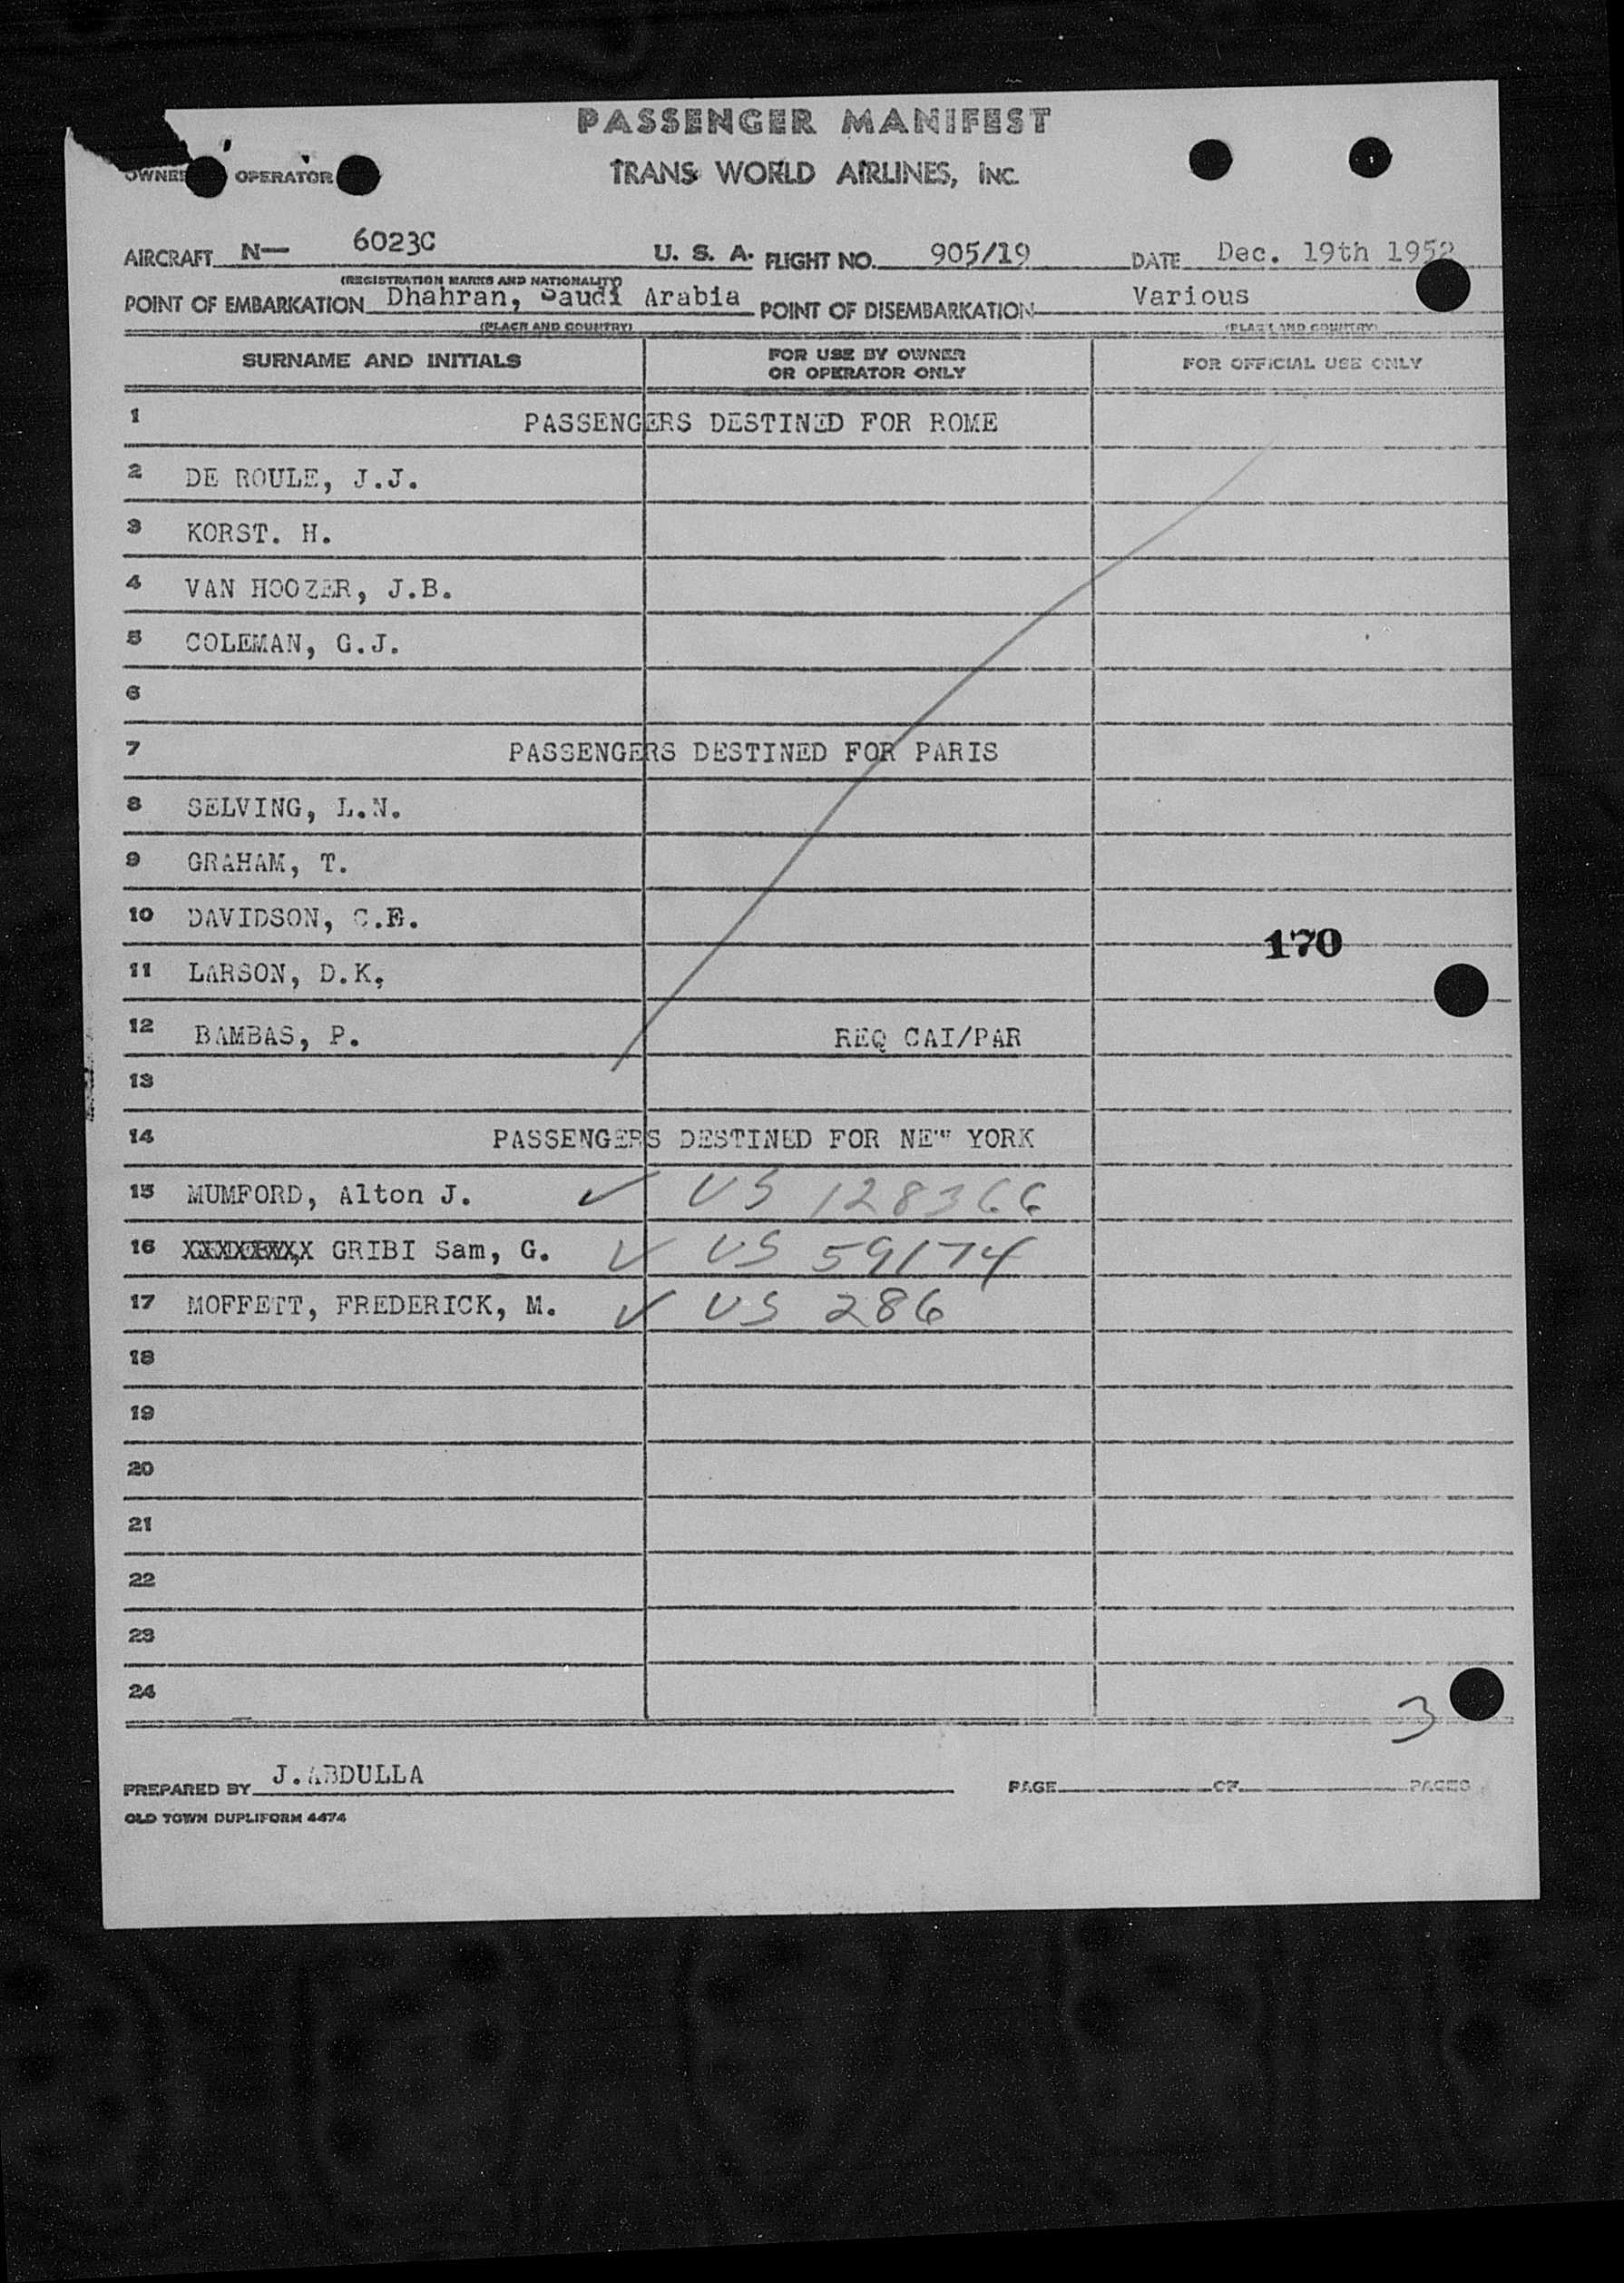 PASSENGER MANIFEST
OPERATOR TRANS WORLD AIRLINES, INC.
AIRCRAFT N— 6023C U. S. A. FLIGHT NO. 905/19 DATE Dec. 19th 1952
(REGISTRATION MARKS AND NATIONALITY)
POINT OF EMBARKATION Dhahran, Saudi Arabia POINT OF DISEMBARKATION Various
(PLACE AND COUNTRY) (PLACE AND COUNTRY)
SURNAME AND INITIALS FOR USE BY OWNER OR OPERATOR ONLY FOR OFFICIAL USE ONLY
1 PASSENGERS DESTINED FOR ROME
2 DE ROULE, J.J.
3 KORST. H.
4 VAN HOOZER, J.B.
5 COLEMAN, G.J.
6
7 PASSENGERS DESTINED FOR PARIS
8 SELVING, L.N.
9 GRAHAM, T.
10 DAVIDSON, C.E.
170
11 LARSON, D.K.
12 BAMBAS, P. REQ CAI/PAR
13
14 PASSENGERS DESTINED FOR NEW YORK
15 MUMFORD, Alton J. ✓ US 128366
16 GRIBI Sam, G. ✓ US 59174
17 MOFFETT, FREDERICK, M. ✓ US 286
18
19
20
21
22
23
24
3
PREPARED BY J.ABDULLA PAGE OF PAGES
OLD TOWN DUPLIFORM 4474